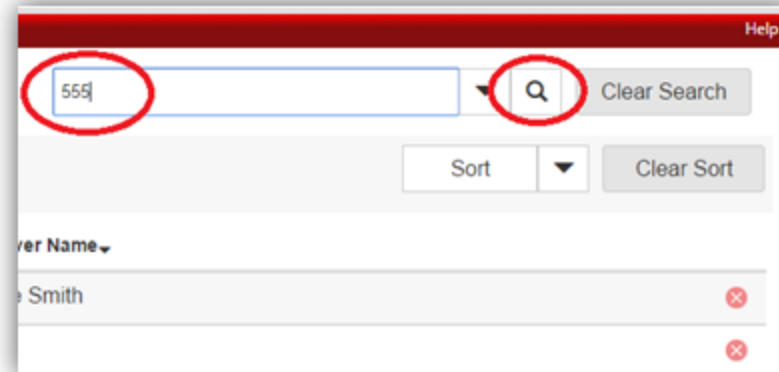 Help
555
Clear Search
Sort
Clear Sort
ver Name
e Smith